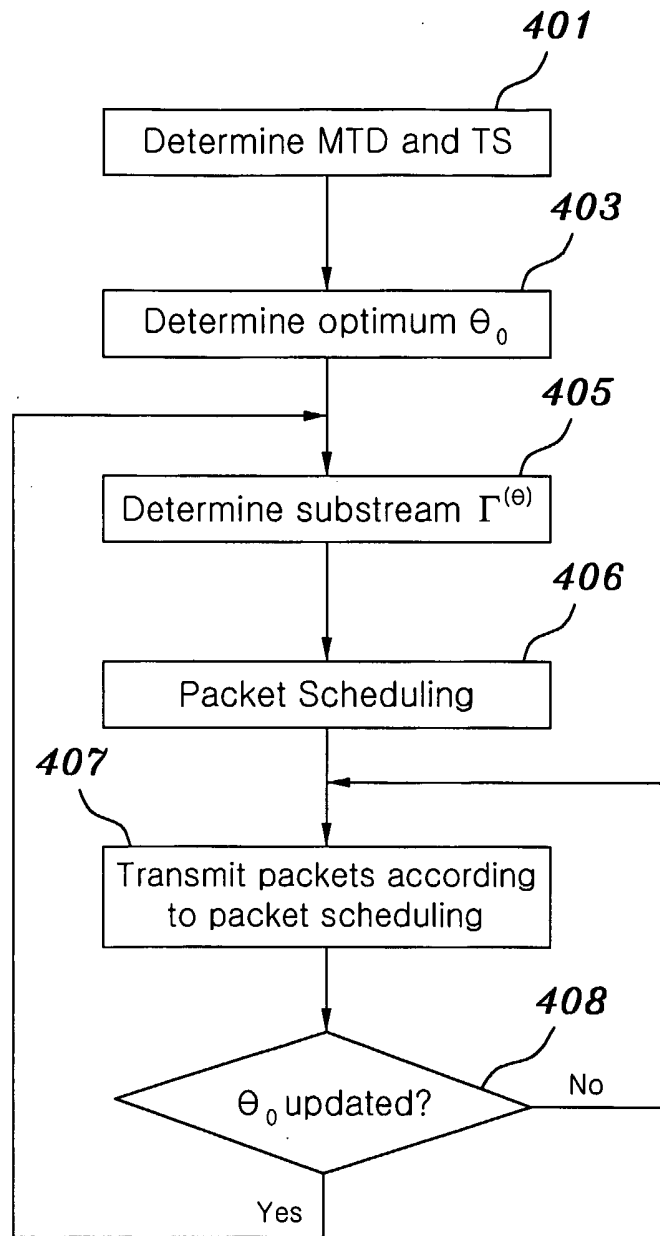 401
Determine MTD and TS
403
Determine optimum Θ₀
405
Determine substream Γ⁽ᶿ⁾
406
Packet Scheduling
407
Transmit packets according
to packet scheduling
408
Θ₀ updated?
No
Yes